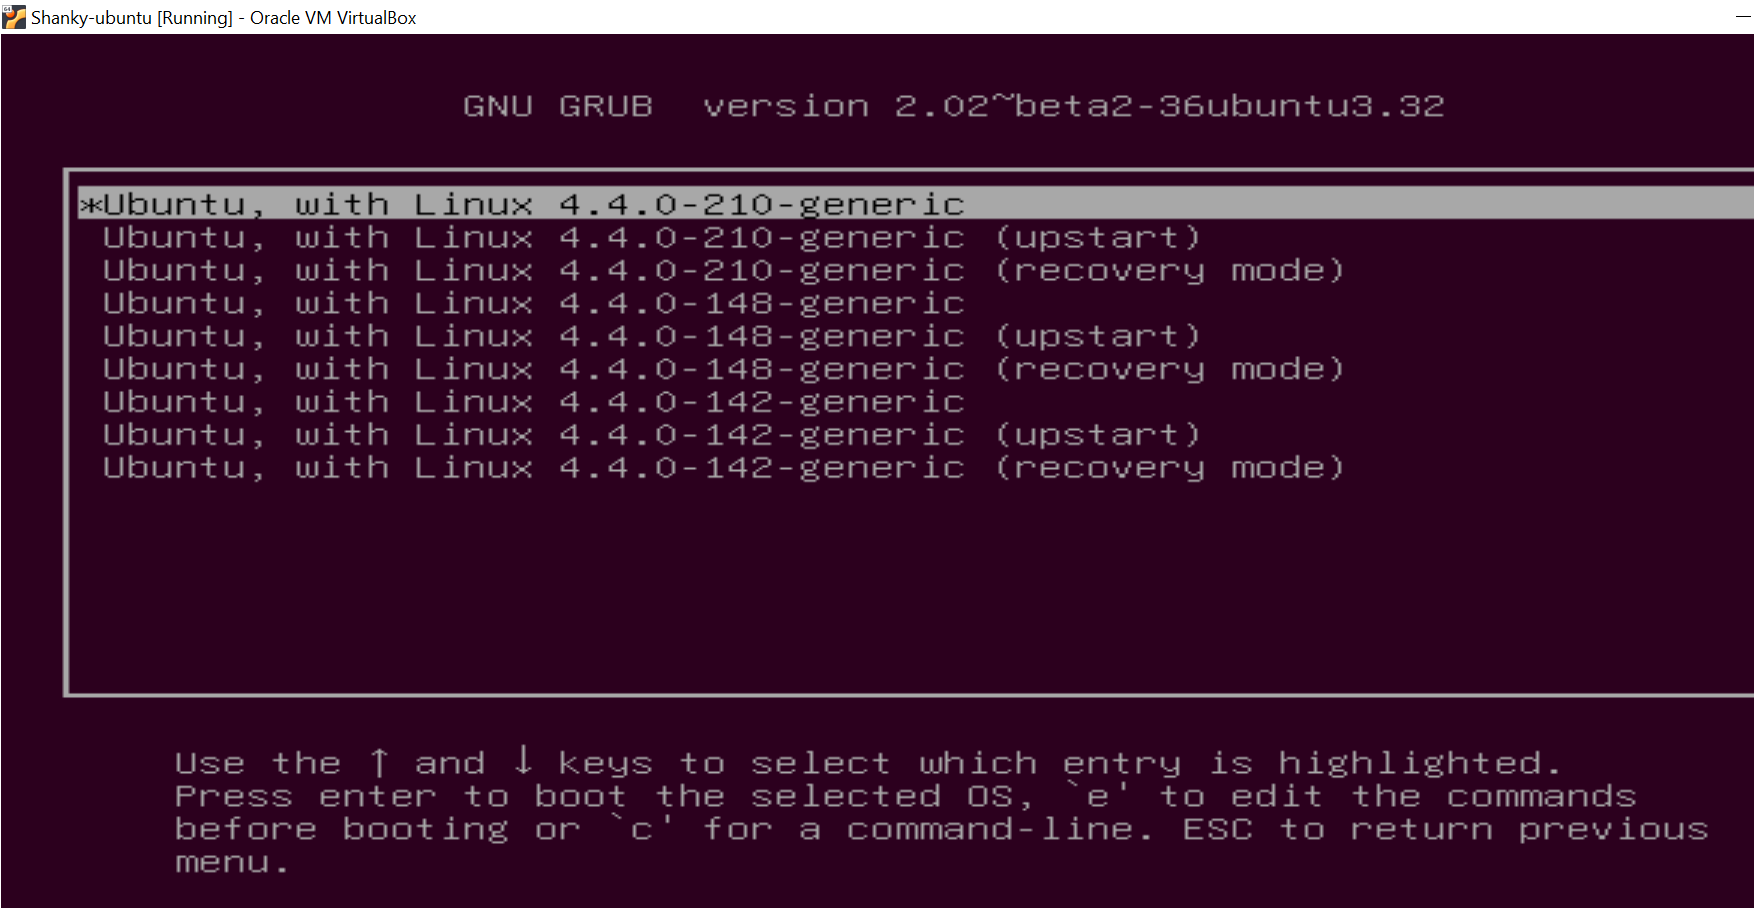 Shanky-ubuntu [Running] - Oracle VM VirtualBox
GNU GRUB  version 2.02~beta2-36ubuntu3.32
*Ubuntu, with Linux 4.4.0-210-generic
Ubuntu, with Linux 4.4.0-210-generic (upstart)
Ubuntu, with Linux 4.4.0-210-generic (recovery mode)
Ubuntu, with Linux 4.4.0-148-generic
Ubuntu, with Linux 4.4.0-148-generic (upstart)
Ubuntu, with Linux 4.4.0-148-generic (recovery mode)
Ubuntu, with Linux 4.4.0-142-generic
Ubuntu, with Linux 4.4.0-142-generic (upstart)
Ubuntu, with Linux 4.4.0-142-generic (recovery mode)
Use the ↑ and ↓ keys to select which entry is highlighted.
Press enter to boot the selected OS, `e' to edit the commands
before booting or `c' for a command-line. ESC to return previous
menu.